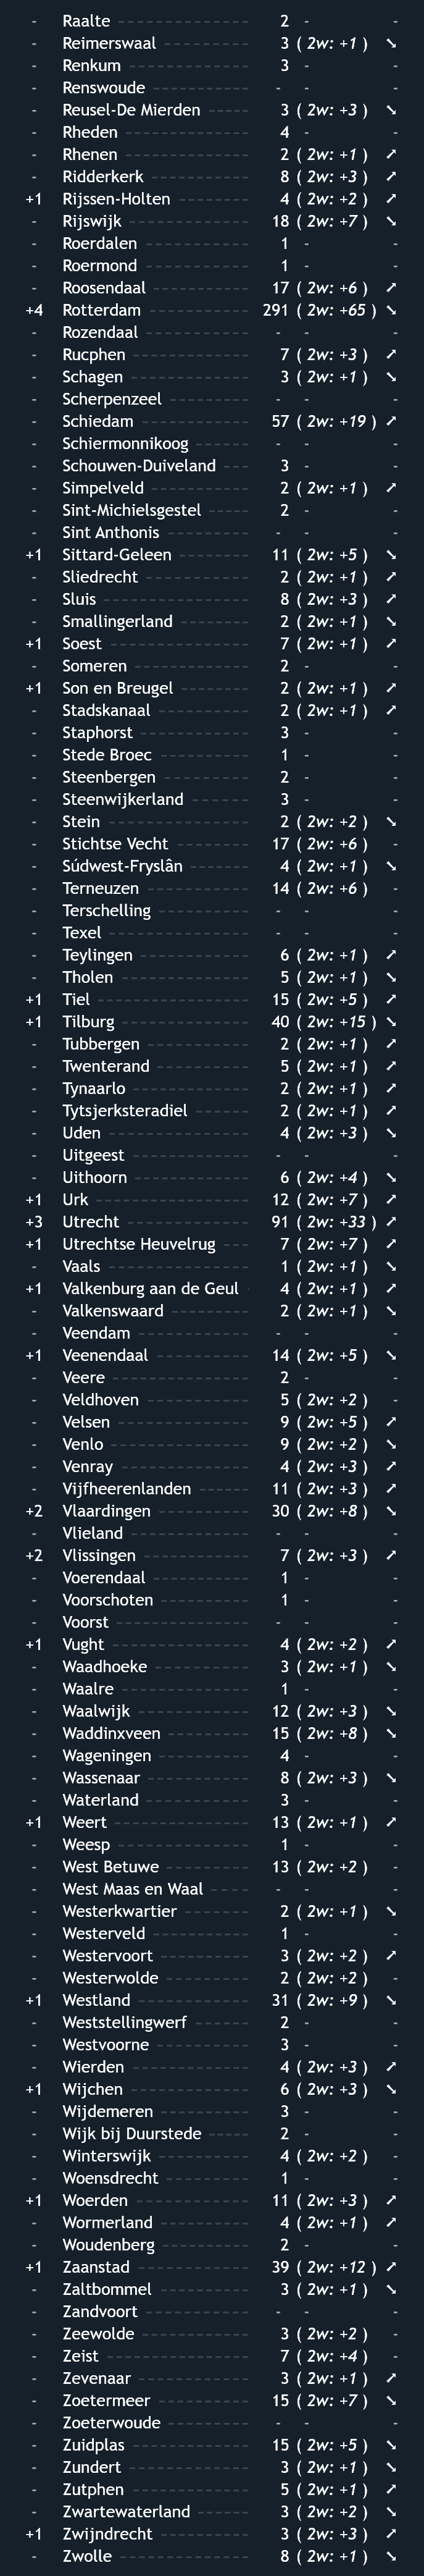 - Raalte 2 - -
- Reimerswaal 3 ( 2w: +1 ) ➘
- Renkum 3 - -
- Renswoude - - -
- Reusel-De Mierden 3 ( 2w: +3 ) ➘
- Rheden 4 - -
- Rhenen 2 ( 2w: +1 ) ➚
- Ridderkerk 8 ( 2w: +3 ) ➚
+1 Rijssen-Holten 4 ( 2w: +2 ) ➚
- Rijswijk 18 ( 2w: +7 ) ➘
- Roerdalen 1 - -
- Roermond 1 - -
- Roosendaal 17 ( 2w: +6 ) ➚
+4 Rotterdam 291 ( 2w: +65 ) ➘
- Rozendaal - - -
- Rucphen 7 ( 2w: +3 ) ➚
- Schagen 3 ( 2w: +1 ) ➘
- Scherpenzeel - - -
- Schiedam 57 ( 2w: +19 ) ➚
- Schiermonnikoog - - -
- Schouwen-Duiveland 3 - -
- Simpelveld 2 ( 2w: +1 ) ➚
- Sint-Michielsgestel 2 - -
- Sint Anthonis - - -
+1 Sittard-Geleen 11 ( 2w: +5 ) ➘
- Sliedrecht 2 ( 2w: +1 ) ➚
- Sluis 8 ( 2w: +3 ) ➚
- Smallingerland 2 ( 2w: +1 ) ➘
+1 Soest 7 ( 2w: +1 ) ➚
- Someren 2 - -
+1 Son en Breugel 2 ( 2w: +1 ) ➚
- Stadskanaal 2 ( 2w: +1 ) ➚
- Staphorst 3 - -
- Stede Broec 1 - -
- Steenbergen 2 - -
- Steenwijkerland 3 - -
- Stein 2 ( 2w: +2 ) ➘
- Stichtse Vecht 17 ( 2w: +6 ) -
- Súdwest-Fryslân 4 ( 2w: +1 ) ➘
- Terneuzen 14 ( 2w: +6 ) -
- Terschelling - - -
- Texel - - -
- Teylingen 6 ( 2w: +1 ) ➚
- Tholen 5 ( 2w: +1 ) ➘
+1 Tiel 15 ( 2w: +5 ) ➚
+1 Tilburg 40 ( 2w: +15 ) ➘
- Tubbergen 2 ( 2w: +1 ) ➚
- Twenterand 5 ( 2w: +1 ) ➘
- Tynaarlo 2 ( 2w: +1 ) ➚
- Tytsjerksteradiel 2 ( 2w: +1 ) ➚
- Uden 4 ( 2w: +3 ) ➘
- Uitgeest - - -
- Uithoorn 6 ( 2w: +4 ) ➘
+1 Urk 12 ( 2w: +7 ) ➚
+3 Utrecht 91 ( 2w: +33 ) ➚
+1 Utrechtse Heuvelrug 7 ( 2w: +7 ) ➚
- Vaals 1 ( 2w: +1 ) ➘
+1 Valkenburg aan de Geul 4 ( 2w: +1 ) ➚
- Valkenswaard 2 ( 2w: +1 ) ➘
- Veendam - - -
+1 Veenendaal 14 ( 2w: +5 ) ➘
- Veere 2 - -
- Veldhoven 5 ( 2w: +2 ) -
- Velsen 9 ( 2w: +5 ) ➚
- Venlo 9 ( 2w: +2 ) ➘
- Venray 4 ( 2w: +3 ) ➚
- Vijfheerenlanden 11 ( 2w: +3 ) ➚
+2 Vlaardingen 30 ( 2w: +8 ) ➘
- Vlieland - - -
+2 Vlissingen 7 ( 2w: +3 ) ➚
- Voerendaal 1 - -
- Voorschoten 1 - -
- Voorst - - -
+1 Vught 4 ( 2w: +2 ) ➚
- Waadhoeke 3 ( 2w: +1 ) ➘
- Waalre 1 - -
- Waalwijk 12 ( 2w: +3 ) ➘
- Waddinxveen 15 ( 2w: +8 ) ➘
- Wageningen 4 - -
- Wassenaar 8 ( 2w: +3 ) ➘
- Waterland 3 - -
+1 Weert 13 ( 2w: +1 ) ➚
- Weesp 1 - -
- West Betuwe 13 ( 2w: +2 ) -
- West Maas en Waal - - -
- Westerkwartier 2 ( 2w: +1 ) ➘
- Westerveld 1 - -
- Westervoort 3 ( 2w: +2 ) ➚
- Westerwolde 2 ( 2w: +2 ) -
+1 Westland 31 ( 2w: +9 ) ➘
- Weststellingwerf 2 - -
- Westvoorne 3 - -
- Wierden 4 ( 2w: +3 ) ➚
+1 Wijchen 6 ( 2w: +3 ) ➘
- Wijdemeren 3 - -
- Wijk bij Duurstede 2 - -
- Winterswijk 4 ( 2w: +2 ) -
- Woensdrecht 1 - -
+1 Woerden 11 ( 2w: +3 ) ➚
- Wormerland 4 ( 2w: +1 ) ➚
- Woudenberg 2 - -
+1 Zaanstad 39 ( 2w: +12 ) ➚
- Zaltbommel 3 ( 2w: +1 ) ➘
- Zandvoort - - -
- Zeewolde 3 ( 2w: +2 ) -
- Zeist 7 ( 2w: +4 ) -
- Zevenaar 3 ( 2w: +1 ) ➚
- Zoetermeer 15 ( 2w: +7 ) ➘
- Zoeterwoude - - -
- Zuidplas 15 ( 2w: +5 ) ➘
- Zundert 3 ( 2w: +1 ) ➘
- Zutphen 5 ( 2w: +1 ) ➚
- Zwartewaterland 3 ( 2w: +2 ) ➘
+1 Zwijndrecht 3 ( 2w: +3 ) ➚
- Zwolle 8 ( 2w: +1 ) ➘